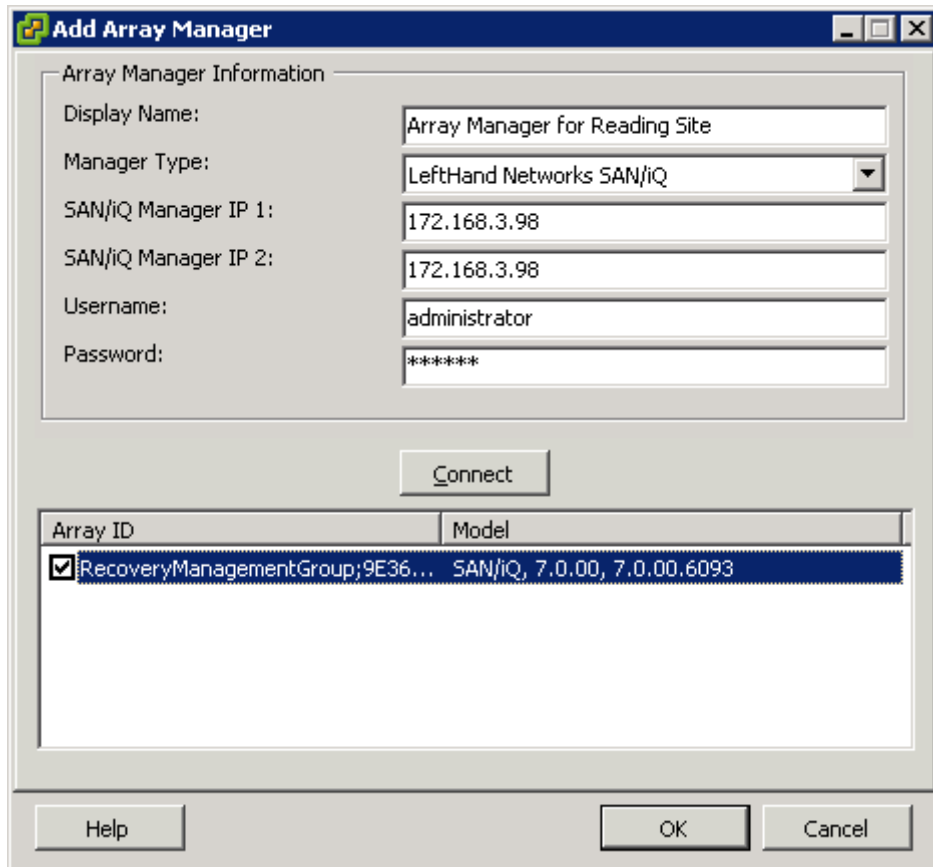 Add Array Manager
Array Manager Information
Display Name: Array Manager for Reading Site
Manager Type: LeftHand Networks SAN/iQ
SAN/iQ Manager IP 1: 172.168.3.98
SAN/iQ Manager IP 2: 172.168.3.98
Username: administrator
Password: ******
Connect
Array ID Model
RecoveryManagementGroup;9E36... SAN/iQ, 7.0.00, 7.0.00.6093
Help OK Cancel